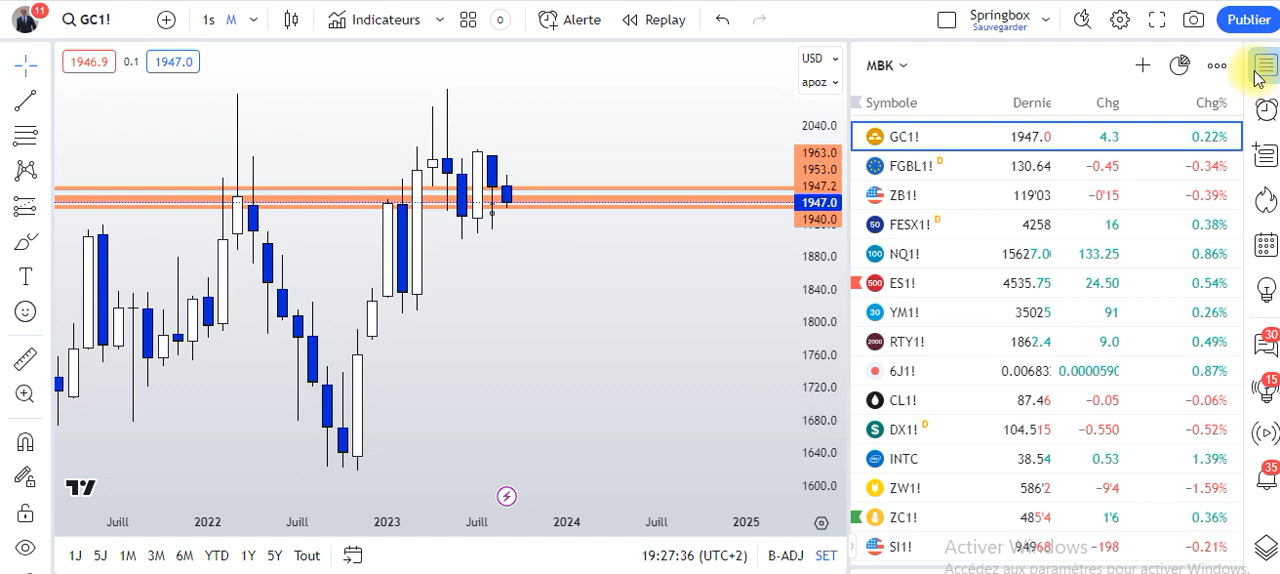 11
GC1!
1s
M
Indicateurs
0
Alerte
Replay
Springbox
Sauvegarder
Publier
1946.9
0.1
1947.0
USD
apoz
2040.0
1963.0
1953.0
1947.2
1947.0
1940.0
1880.0
1840.0
1800.0
1760.0
1720.0
1680.0
1640.0
1600.0
Juill 2022 Juill 2023 Juill 2024 Juill 2025
1J 5J 1M 3M 6M YTD 1Y 5Y Tout
19:27:36 (UTC+2)
B-ADJ
SET
MBK
Symbole Dernie Chg Chg%
GC1! 1947.0 4.3 0.22%
FGBL1! D 130.64 −0.45 −0.34%
ZB1! 119'03 −0'15 −0.39%
50 FESX1! D 4258 16 0.38%
100 NQ1! 15627.00 133.25 0.86%
500 ES1! 4535.75 24.50 0.54%
30 YM1! 35025 91 0.26%
2000 RTY1! 1862.4 9.0 0.49%
6J1! 0.00683 0.0000590 0.87%
CL1! 87.46 −0.05 −0.06%
DX1! D 104.515 −0.550 −0.52%
INTC 38.54 0.53 1.39%
ZW1! 586'2 −9'4 −1.59%
ZC1! 485'4 1'6 0.36%
SI1! −198 −0.21%
Activer Windows
Accédez aux paramètres pour activer Windows.
30
15
35